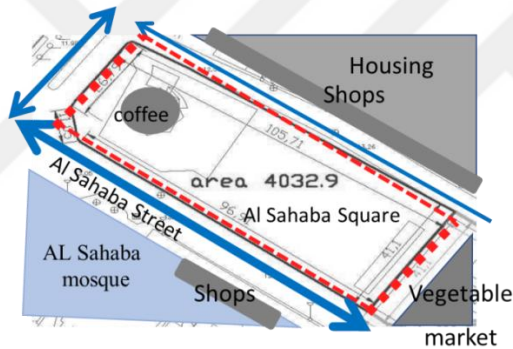 Housing
Shops
coffee
105,71
area 4032.9
Al Sahaba Street
Al Sahaba Square
41,1
AL Sahaba
mosque
Shops
Vegetable
market